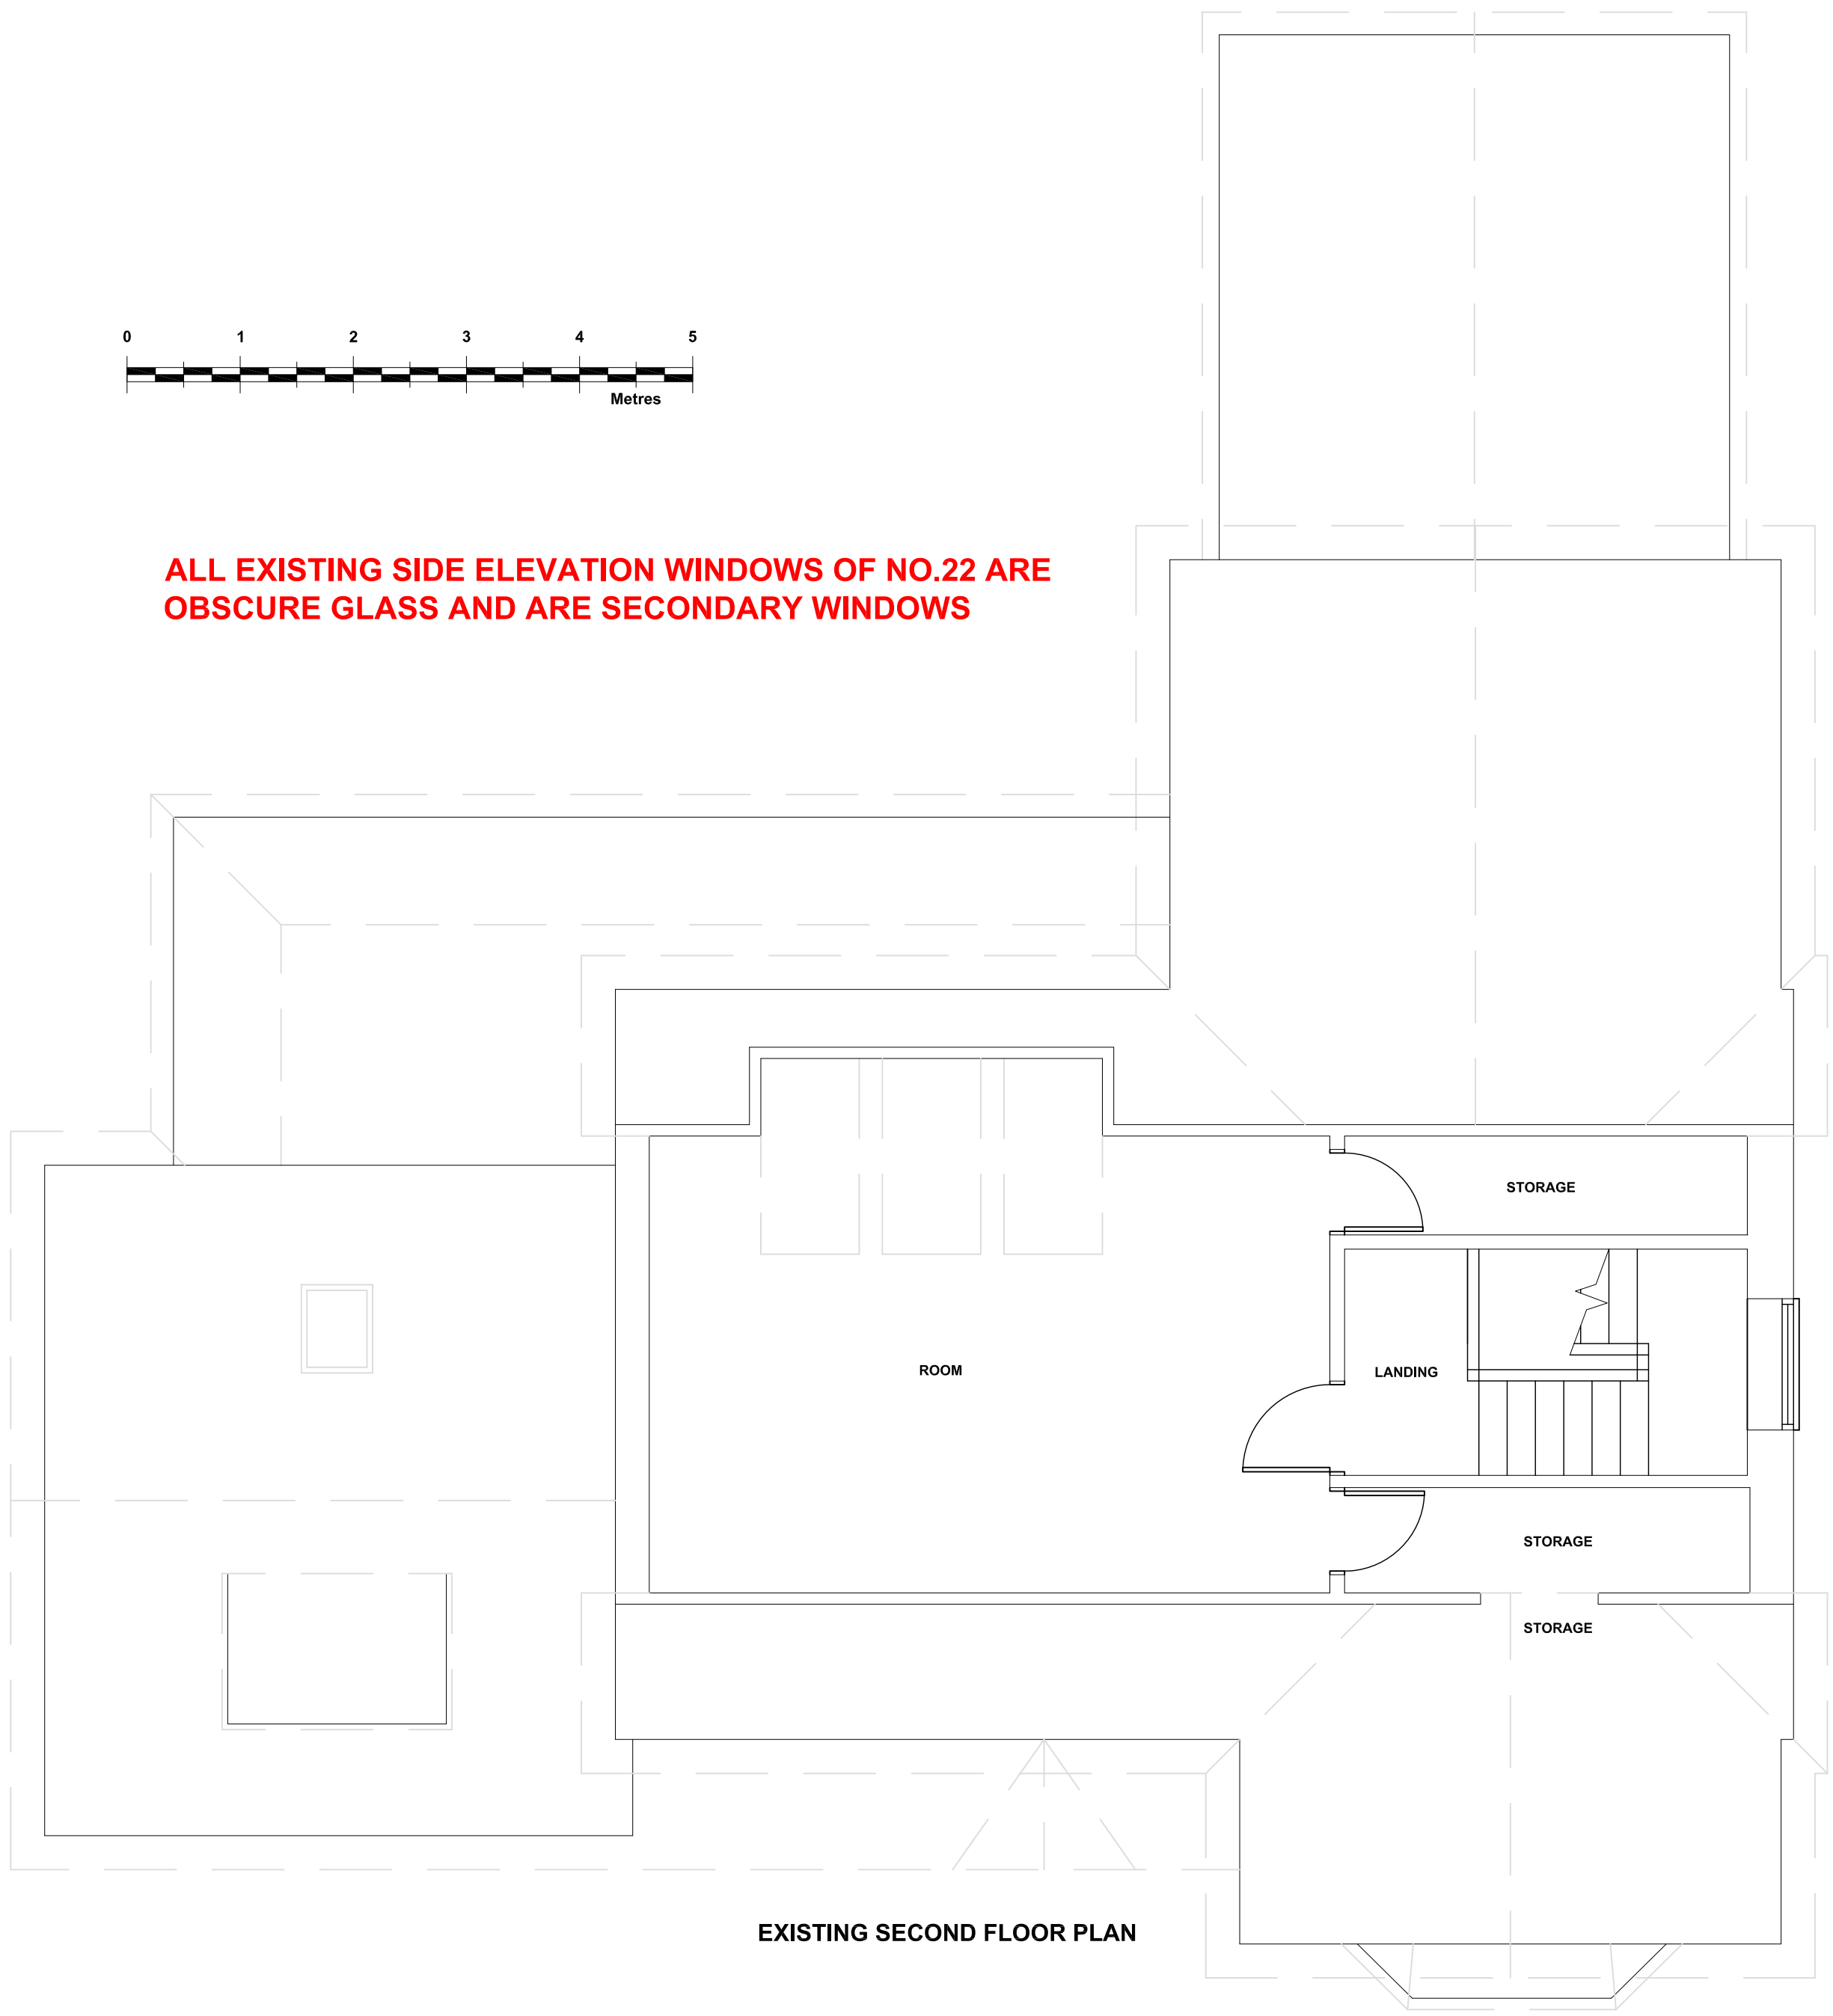 0 1 2 3 4 5
Metres
ALL EXISTING SIDE ELEVATION WINDOWS OF NO.22 ARE
OBSCURE GLASS AND ARE SECONDARY WINDOWS
STORAGE
ROOM
LANDING
STORAGE
STORAGE
EXISTING SECOND FLOOR PLAN